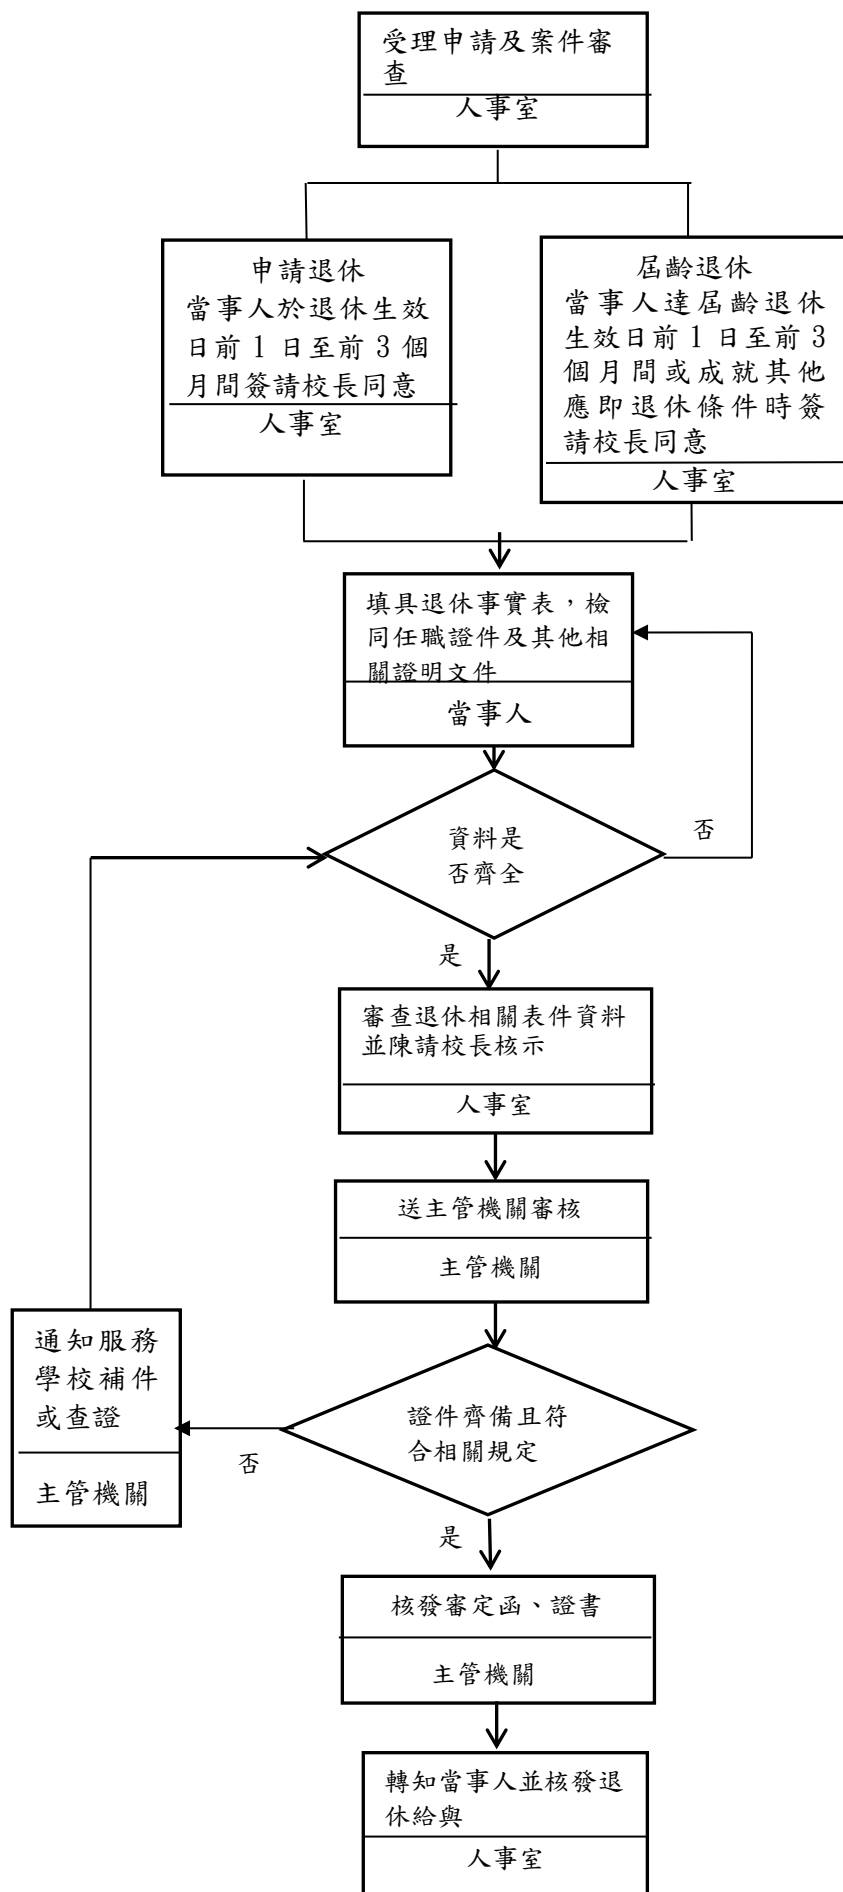 受理申請及案件審
查
人事室
申請退休
當事人於退休生效
日前1日至前3個
月間簽請校長同意
人事室
屆齡退休
當事人達屆齡退休
生效日前1日至前3
個月間或成就其他
應即退休條件時簽
請校長同意
人事室
填具退休事實表，檢
同任職證件及其他相
關證明文件
當事人
資料是
否齊全
否
是
審查退休相關表件資料
並陳請校長核示
人事室
送主管機關審核
主管機關
通知服務
學校補件
或查證
主管機關
證件齊備且符
合相關規定
否
是
核發審定函、證書
主管機關
轉知當事人並核發退
休給與
人事室